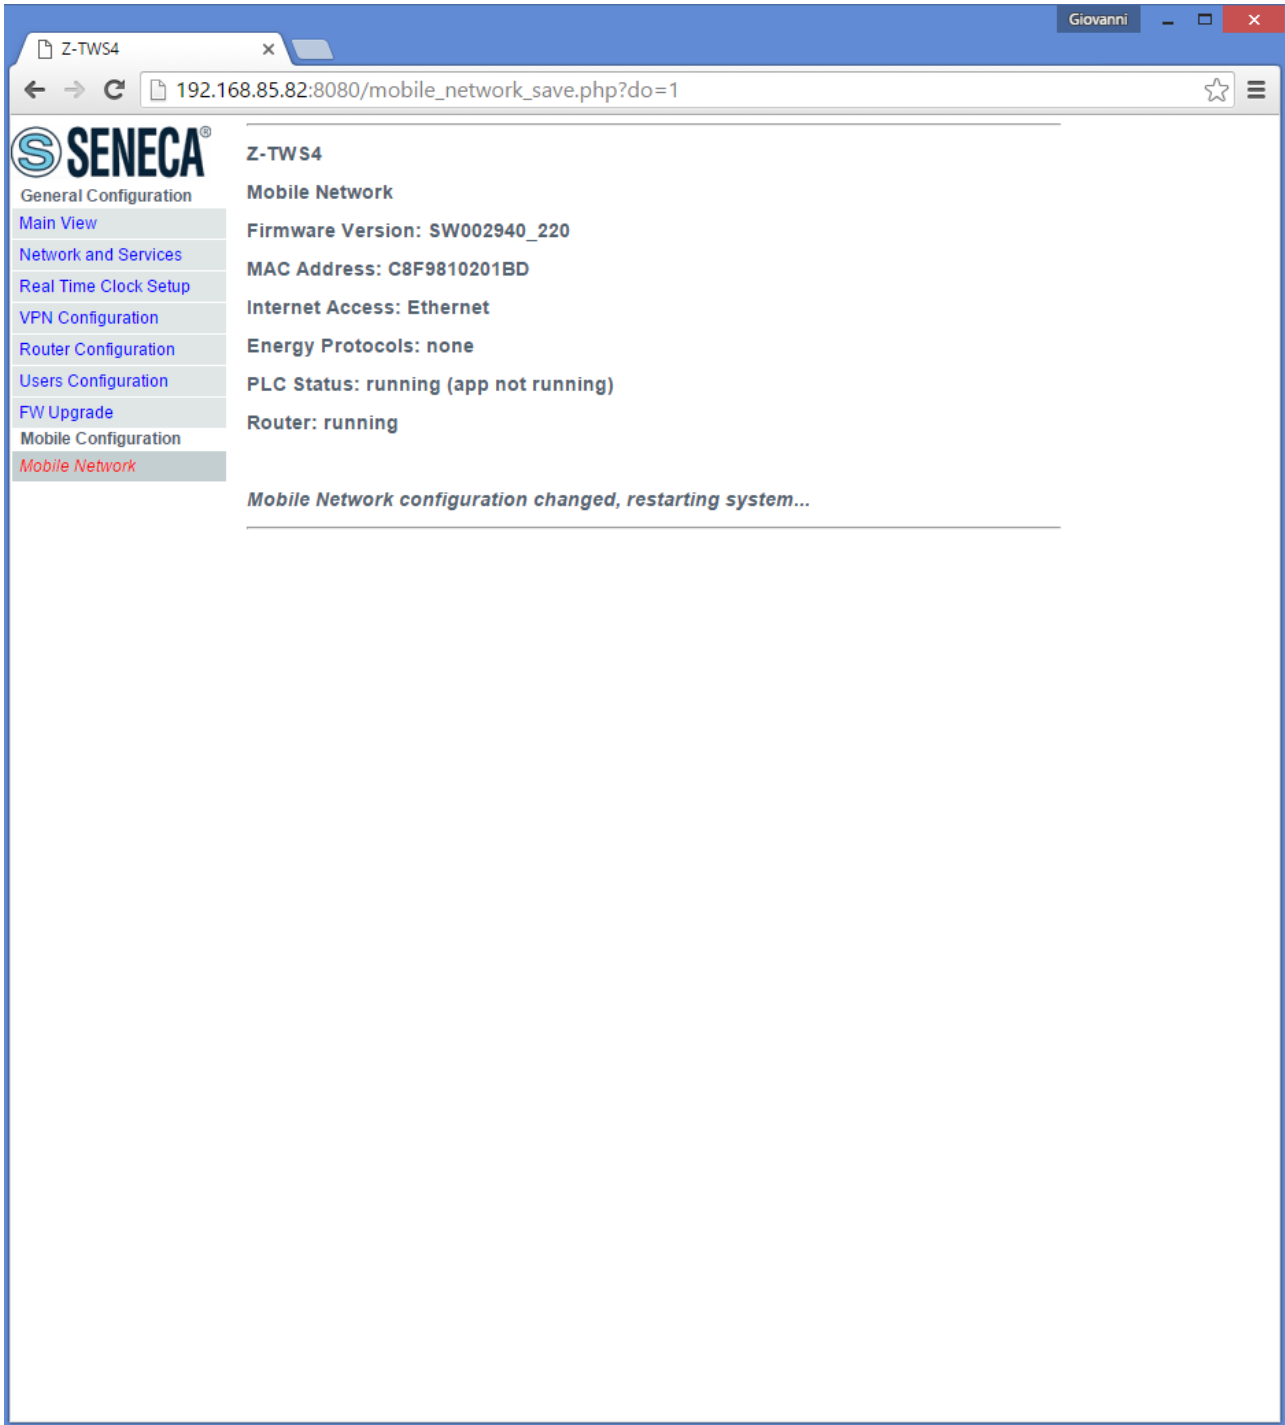 Giovanni
Z-TWS4
192.168.85.82:8080/mobile_network_save.php?do=1
S SENECA®
General Configuration
Main View
Network and Services
Real Time Clock Setup
VPN Configuration
Router Configuration
Users Configuration
FW Upgrade
Mobile Configuration
Mobile Network
Z-TWS4
Mobile Network
Firmware Version: SW002940_220
MAC Address: C8F9810201BD
Internet Access: Ethernet
Energy Protocols: none
PLC Status: running (app not running)
Router: running
Mobile Network configuration changed, restarting system...